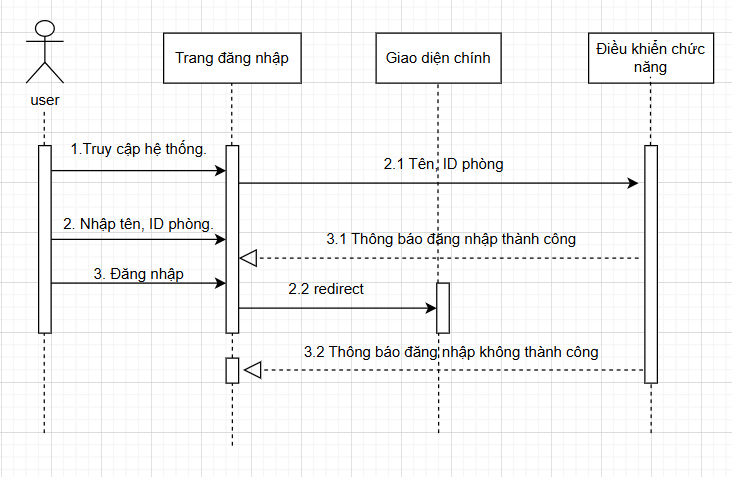 user
Trang đăng nhập
Giao diện chính
Điều khiển chức
năng
1.Truy cập hệ thống.
2.1 Tên, ID phòng
2. Nhập tên, ID phòng.
3.1 Thông báo đăng nhập thành công
3. Đăng nhập
2.2 redirect
3.2 Thông báo đăng nhập không thành công